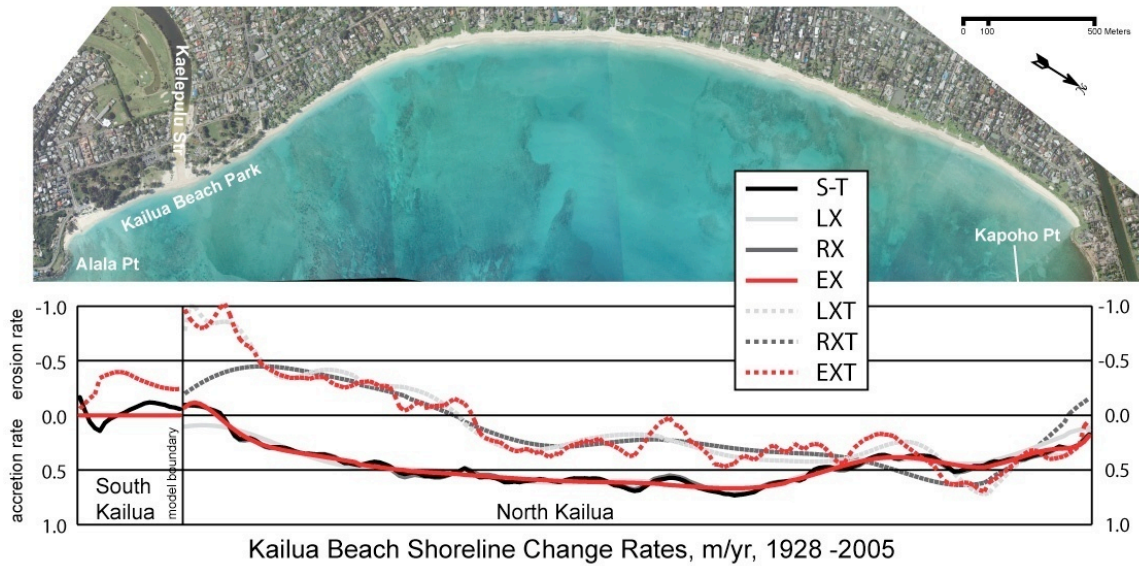 0 100 500 Meters
Kaelepulu Str
Kailua Beach Park
Alala Pt
Kapoho Pt
S-T
LX
RX
EX
LXT
RXT
EXT
erosion rate
accretion rate
-1.0
-0.5
0.0
0.5
1.0
-1.0
-0.5
0.0
0.5
1.0
South
Kailua
model boundary
North Kailua
Kailua Beach Shoreline Change Rates, m/yr, 1928 -2005